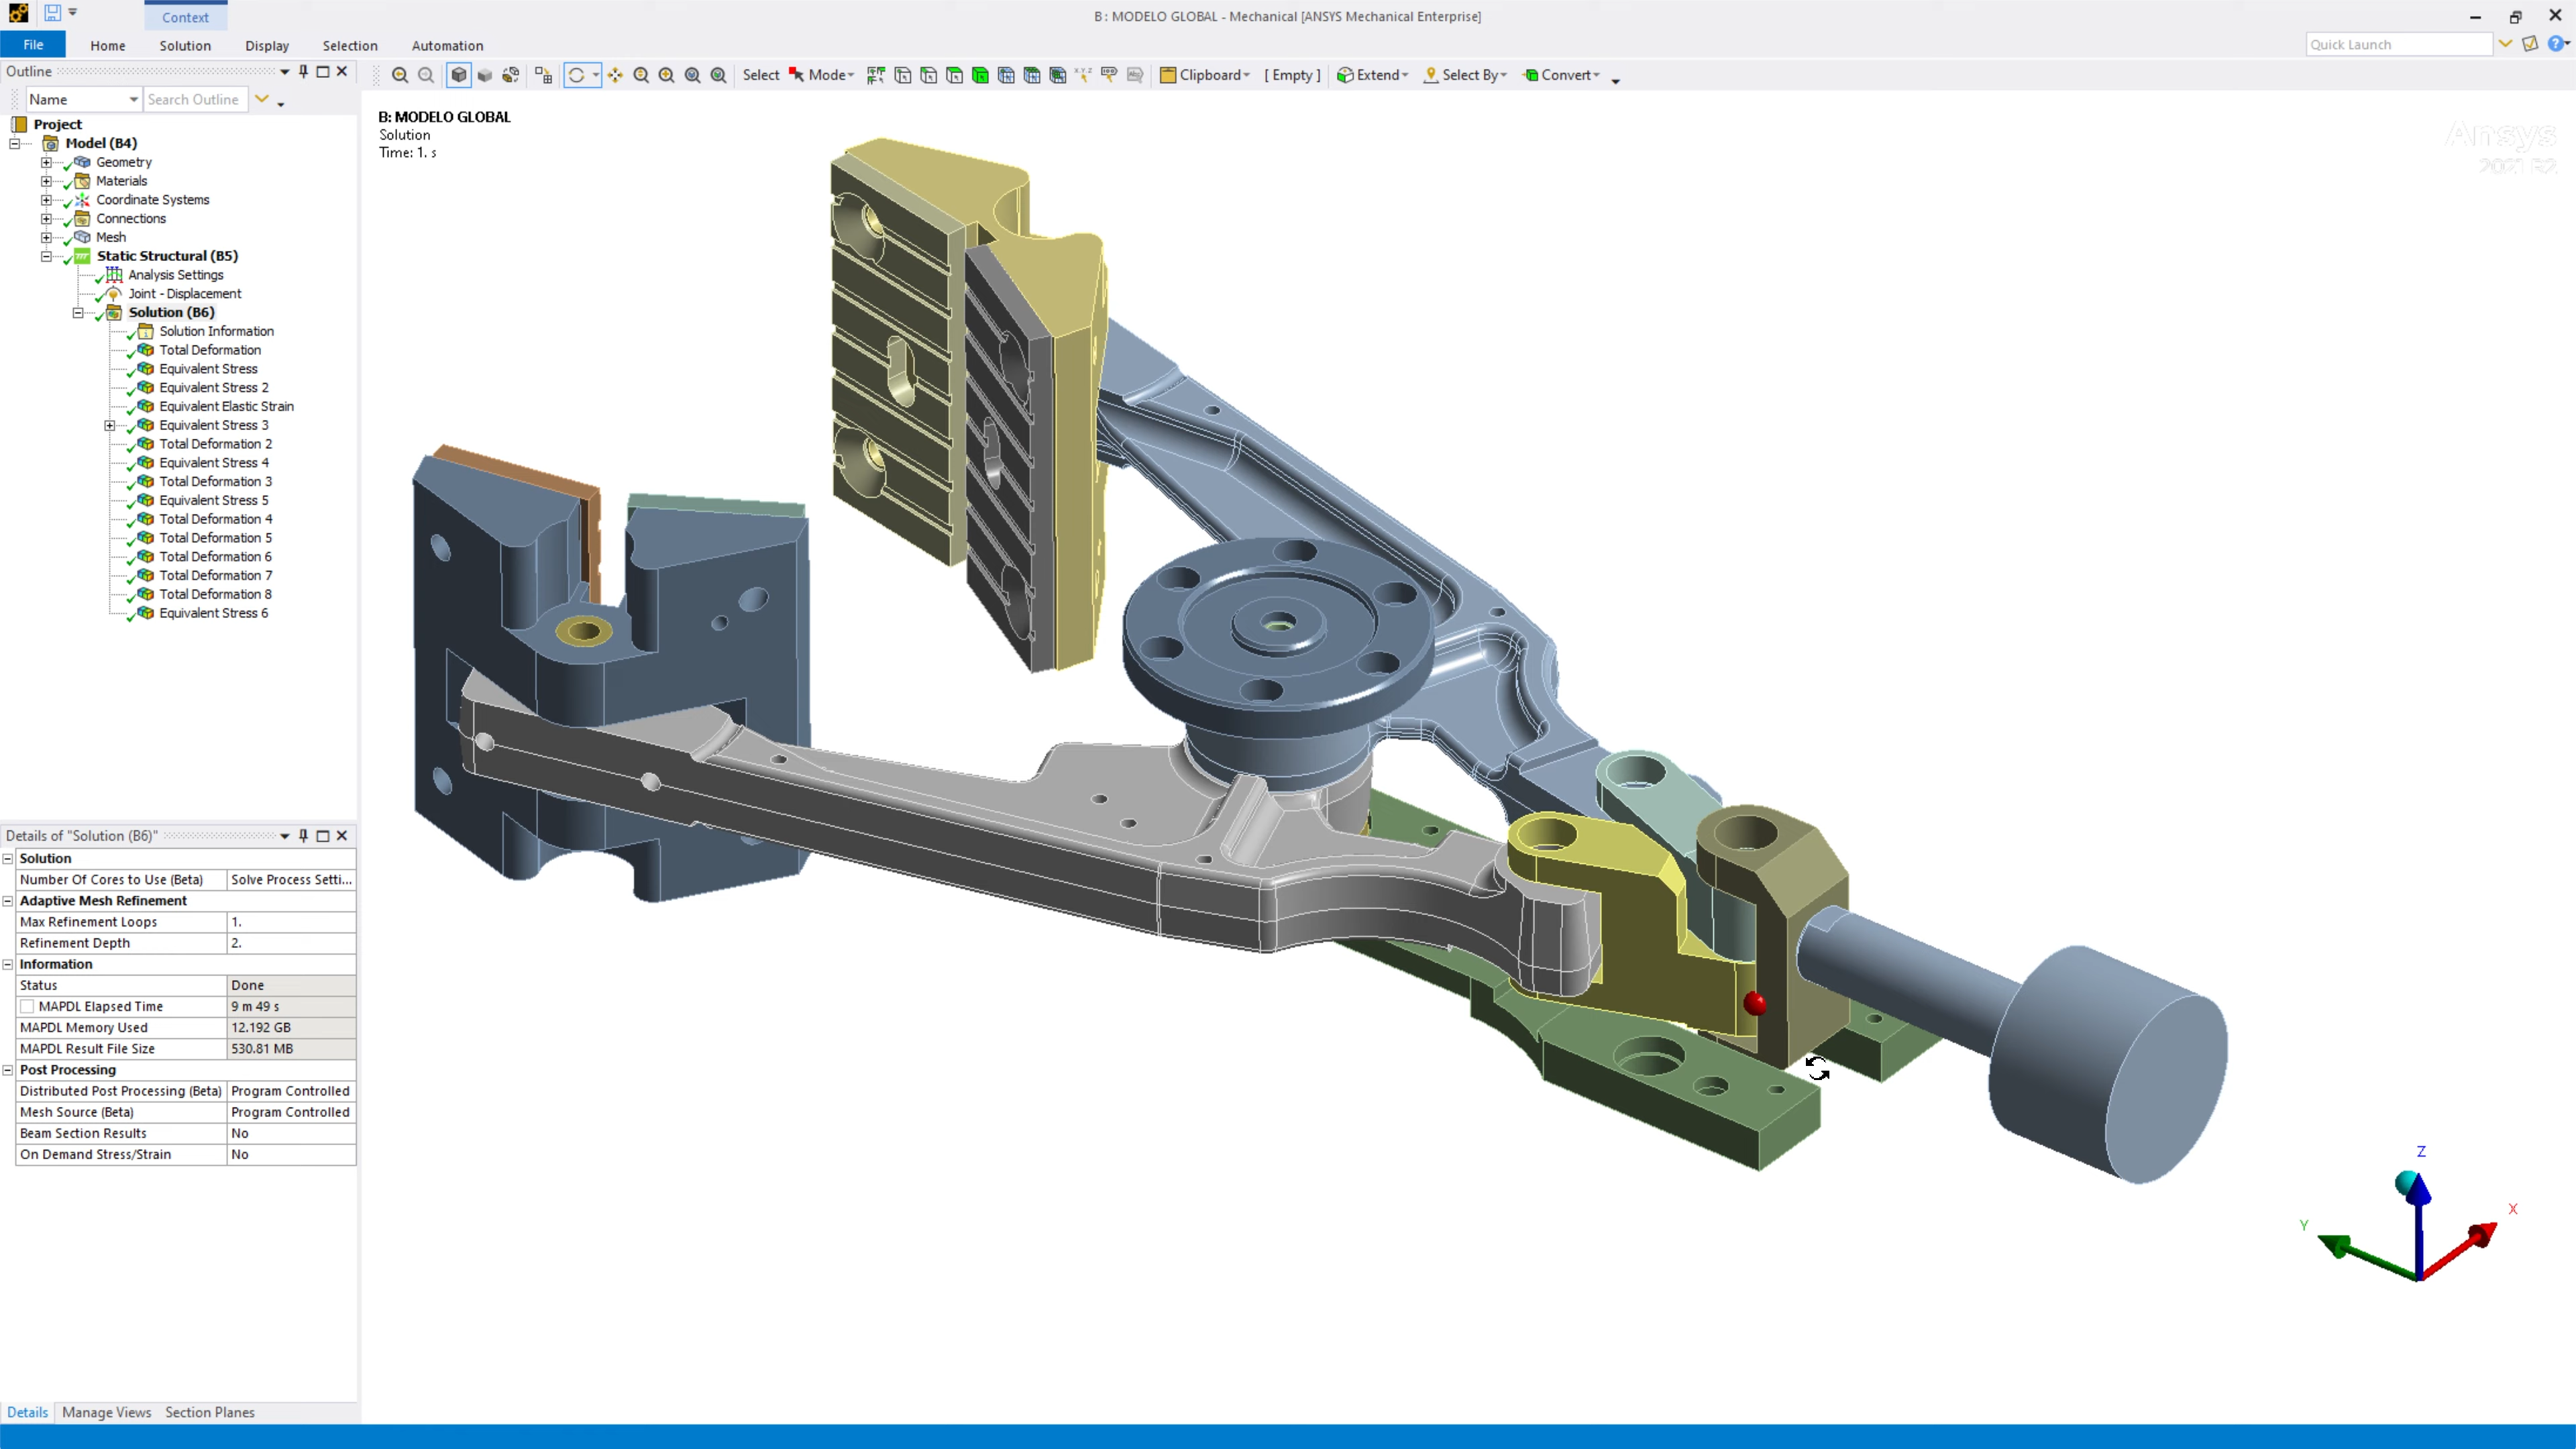 Context
B : MODELO GLOBAL - Mechanical [ANSYS Mechanical Enterprise]
File Home Solution Display Selection Automation
Quick Launch
Outline
Select Mode Clipboard [ Empty ] Extend Select By Convert
Name Search Outline
Project
Model (B4)
Geometry
Materials
Coordinate Systems
Connections
Mesh
Static Structural (B5)
Analysis Settings
Joint - Displacement
Solution (B6)
Solution Information
Total Deformation
Equivalent Stress
Equivalent Stress 2
Equivalent Elastic Strain
Equivalent Stress 3
Total Deformation 2
Equivalent Stress 4
Total Deformation 3
Equivalent Stress 5
Total Deformation 4
Total Deformation 5
Total Deformation 6
Total Deformation 7
Total Deformation 8
Equivalent Stress 6
B: MODELO GLOBAL
Solution
Time: 1. s
Ansys
2021 R2
Details of "Solution (B6)"
Solution
Number Of Cores to Use (Beta) Solve Process Setti...
Adaptive Mesh Refinement
Max Refinement Loops 1.
Refinement Depth 2.
Information
Status Done
MAPDL Elapsed Time 9 m 49 s
MAPDL Memory Used 12.192 GB
MAPDL Result File Size 530.81 MB
Post Processing
Distributed Post Processing (Beta) Program Controlled
Mesh Source (Beta) Program Controlled
Beam Section Results No
On Demand Stress/Strain No
Z
X
Y
Details Manage Views Section Planes